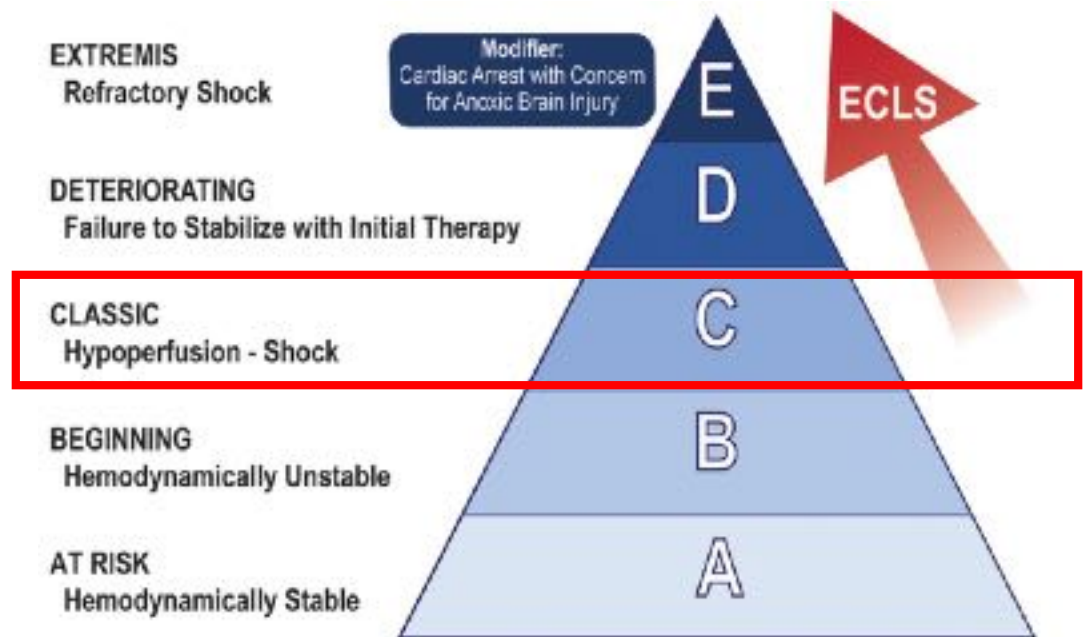 EXTREMIS
Refractory Shock
Modifier:
Cardiac Arrest with Concern
for Anoxic Brain Injury
E
ECLS
DETERIORATING
Failure to Stabilize with Initial Therapy
D
CLASSIC
Hypoperfusion - Shock
C
BEGINNING
Hemodynamically Unstable
B
AT RISK
Hemodynamically Stable
A